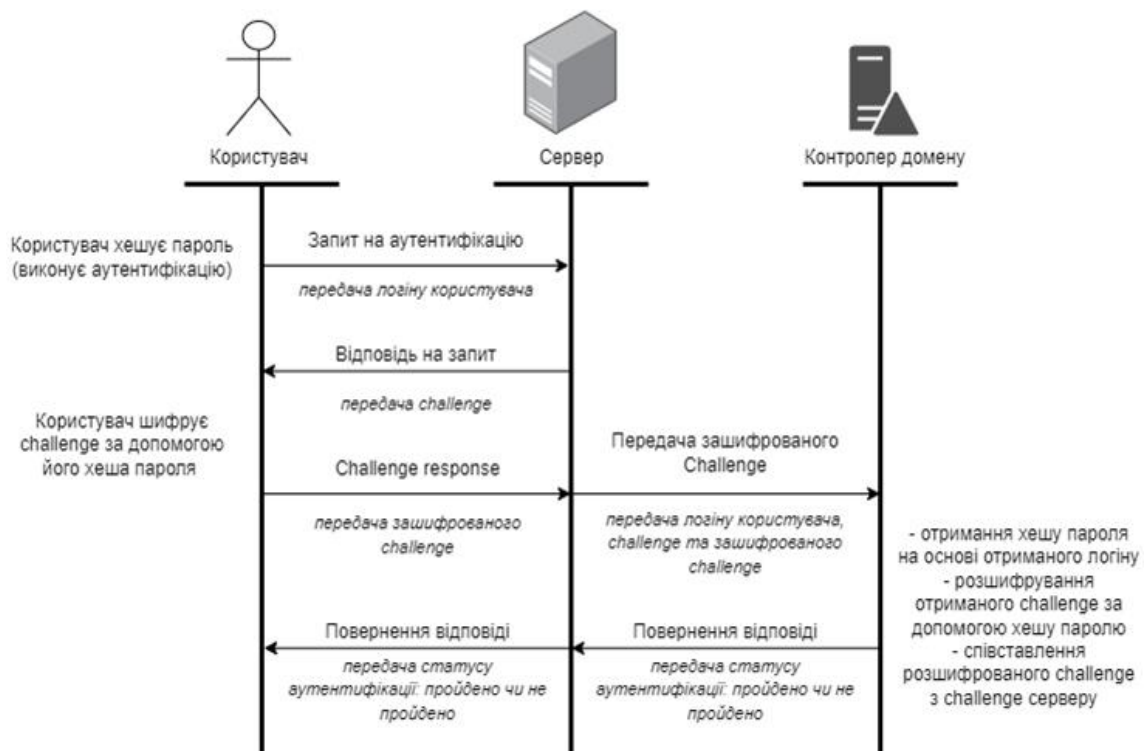 Користувач
Сервер
Контролер домену
Користувач хешує пароль
(виконує аутентифікацію)
Запит на аутентифікацію
передача логіну користувача
Відповідь на запит
передача challenge
Користувач шифрує
challenge за допомогою
його хеша пароля
Challenge response
передача зашифрованого
challenge
Передача зашифрованого
Challenge
передача логіну користувача,
challenge та зашифрованого
challenge
- отримання хешу пароля
на основі отриманого логіну
- розшифрування
отриманого challenge за
допомогою хешу паролю
- співставлення
розшифрованого challenge
з challenge серверу
Повернення відповіді
передача статусу
аутентифікації: пройдено чи не
пройдено
Повернення відповіді
передача статусу
аутентифікації: пройдено чи не
пройдено